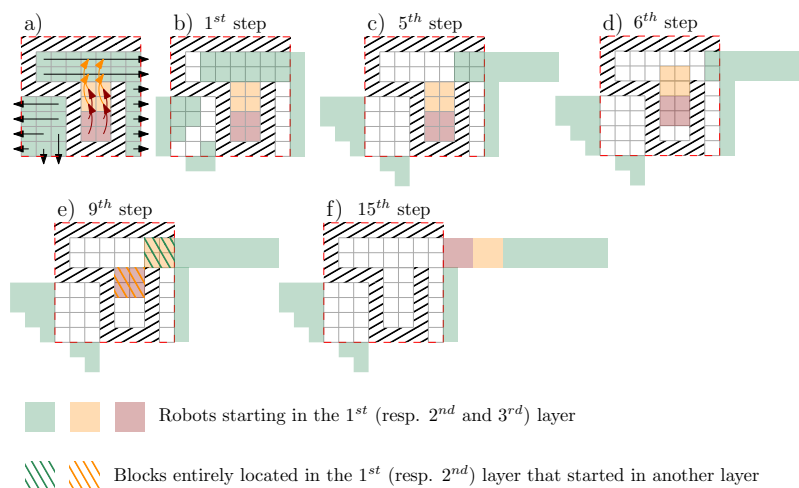 a) b) 1st step c) 5th step d) 6th step
e) 9th step f) 15th step
Robots starting in the 1st (resp. 2nd and 3rd) layer
Blocks entirely located in the 1st (resp. 2nd) layer that started in another layer